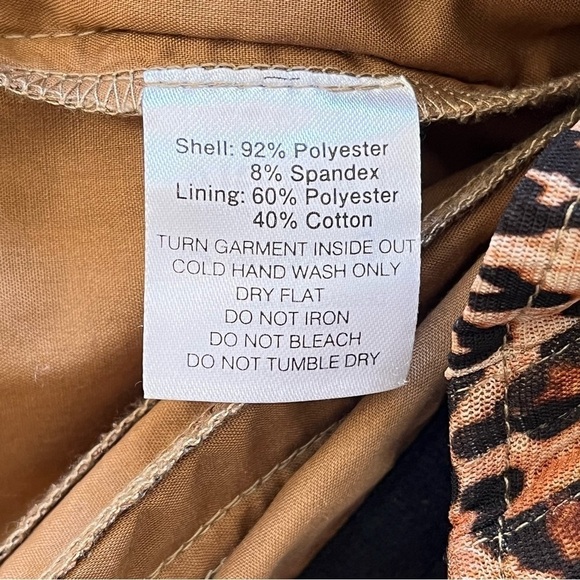 Shell: 92% Polyester
8% Spandex
Lining: 60% Polyester
40% Cotton
TURN GARMENT INSIDE OUT
COLD HAND WASH ONLY
DRY FLAT
DO NOT IRON
DO NOT BLEACH
DO NOT TUMBLE DRY